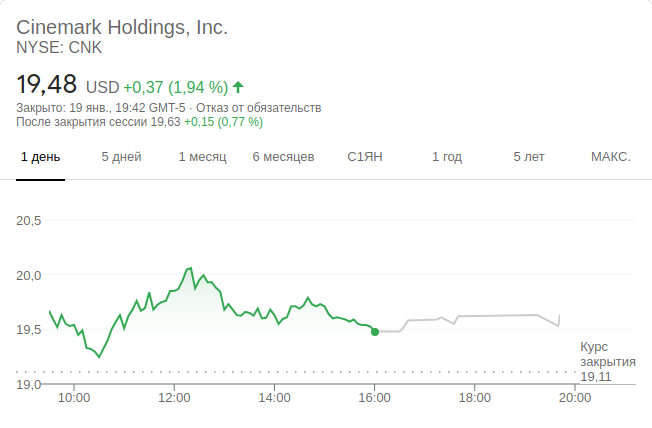 Cinemark Holdings, Inc.
NYSE: CNK
19,48 USD +0,37 (1,94 %)
Закрыто: 19 янв., 19:42 GMT-5 · Отказ от обязательств
После закрытия сессии 19,63 +0,15 (0,77 %)
1 день 5 дней 1 месяц 6 месяцев С1ЯН 1 год 5 лет МАКС.
20,5
20,0
19,5
Курс
закрытия
19,11
19,0
10:00 12:00 14:00 16:00 18:00 20:00